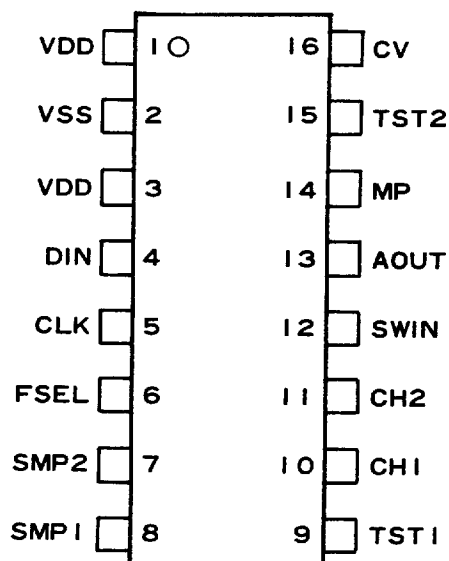 VDD 1 16 CV
VSS 2 15 TST2
VDD 3 14 MP
DIN 4 13 AOUT
CLK 5 12 SWIN
FSEL 6 11 CH2
SMP2 7 10 CH1
SMP1 8 9 TST1